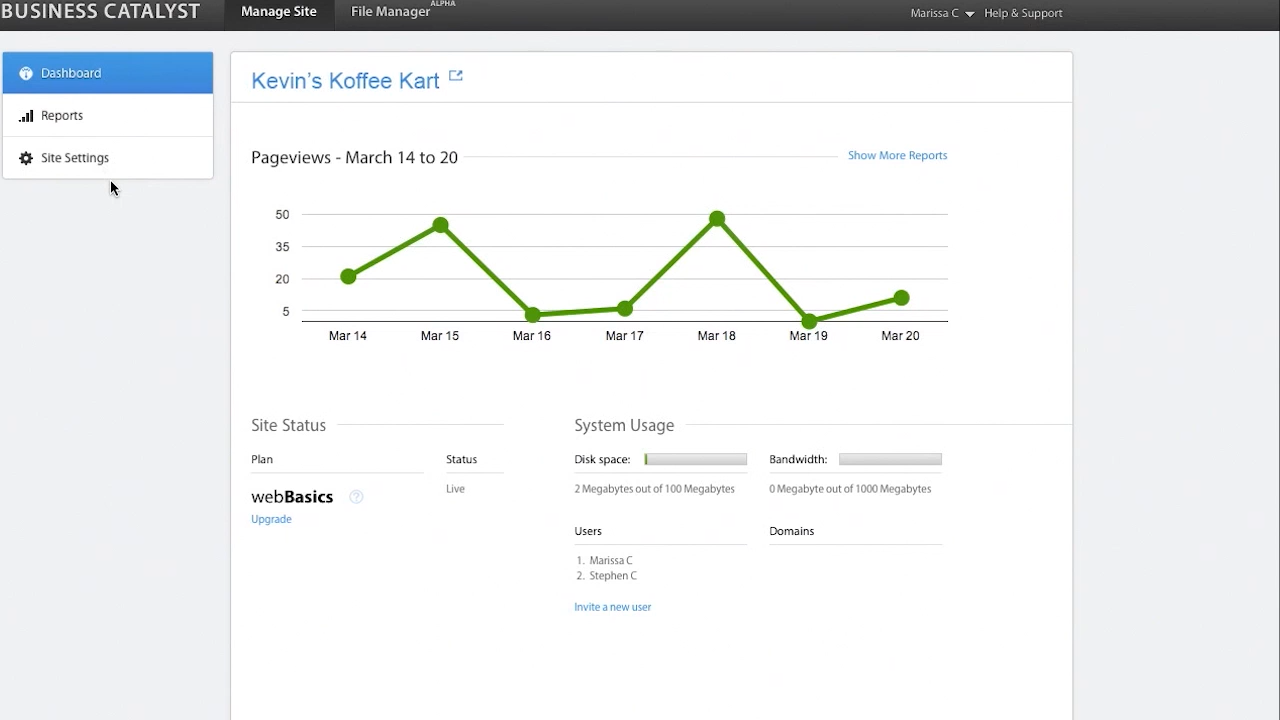 BUSINESS CATALYST
Manage Site
File Manager ALPHA
Marissa C
Help & Support
Dashboard
Reports
Site Settings
Kevin's Koffee Kart
Pageviews - March 14 to 20
Show More Reports
50
35
20
5
Mar 14 Mar 15 Mar 16 Mar 17 Mar 18 Mar 19 Mar 20
Site Status
Plan
Status
webBasics ?
Live
Upgrade
System Usage
Disk space:
Bandwidth:
2 Megabytes out of 100 Megabytes
0 Megabyte out of 1000 Megabytes
Users
Domains
1. Marissa C
2. Stephen C
Invite a new user